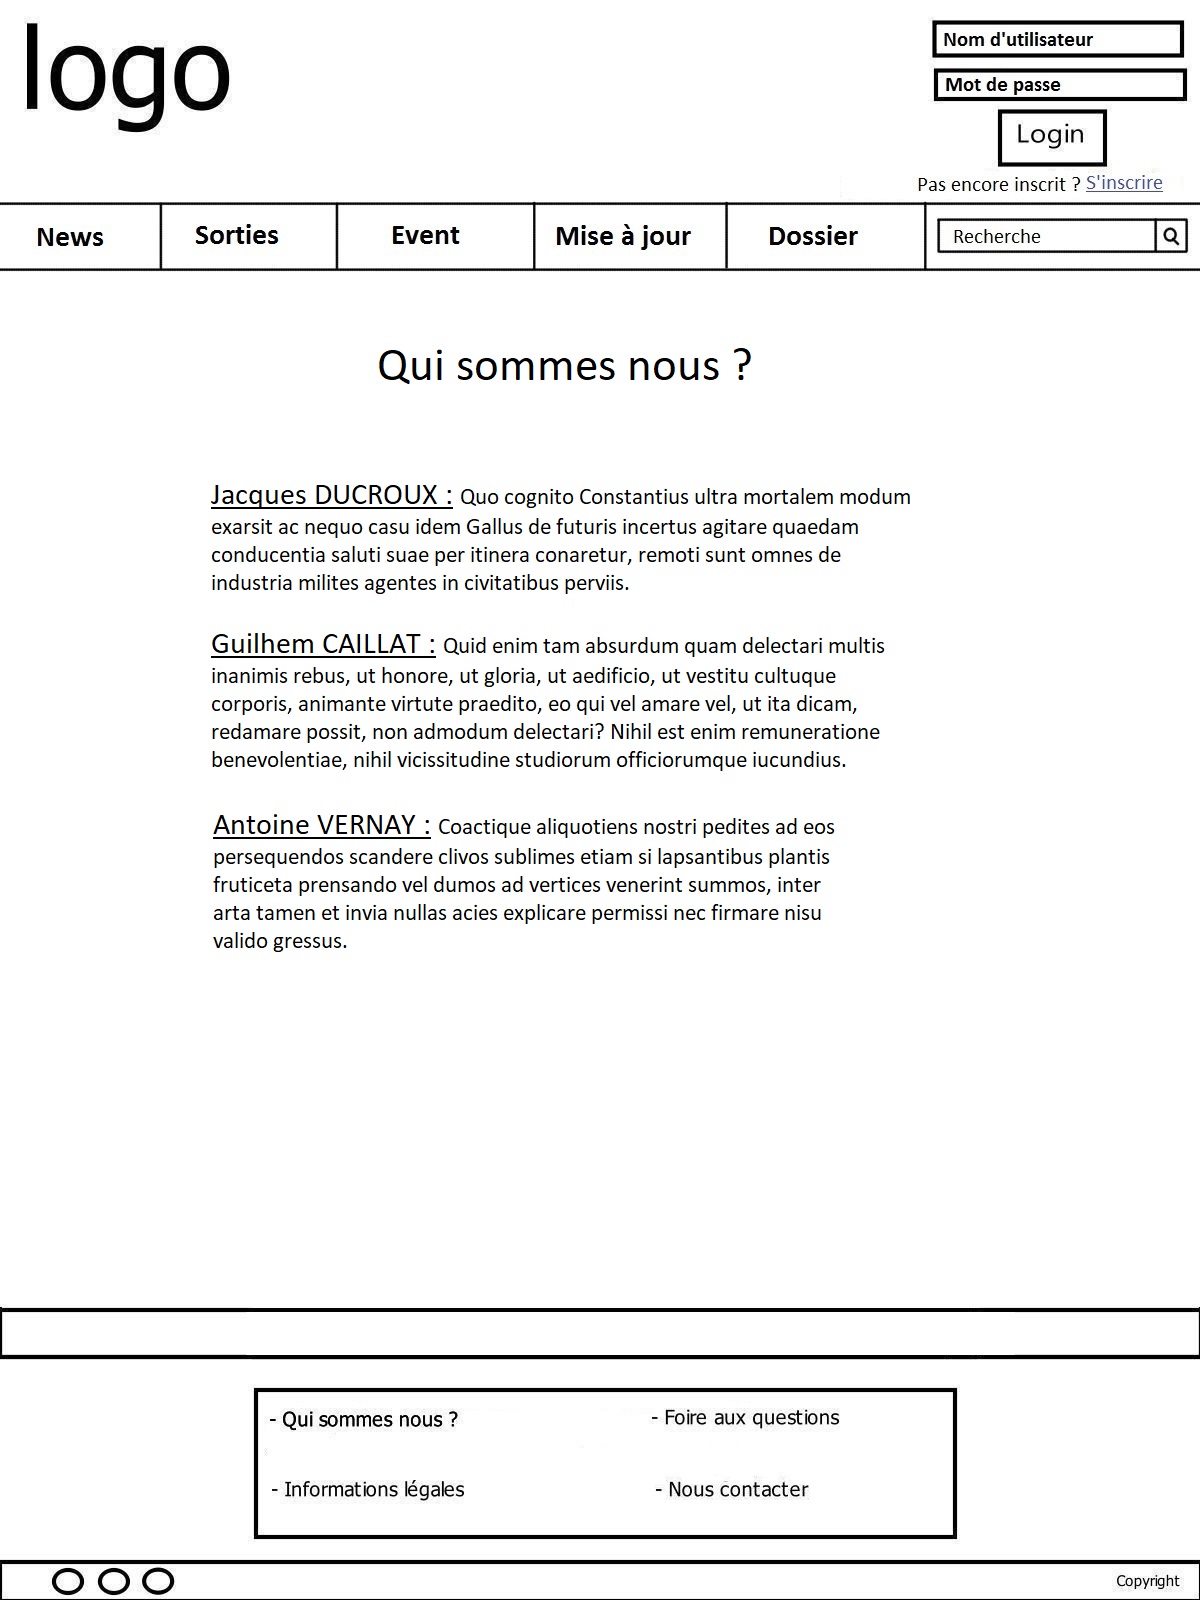 logo
Nom d'utilisateur
Mot de passe
Login
Pas encore inscrit ? S'inscrire
News
Sorties
Event
Mise à jour
Dossier
Recherche
Qui sommes nous ?
Jacques DUCROUX : Quo cognito Constantius ultra mortalem modum
exarsit ac nequo casu idem Gallus de futuris incertus agitare quaedam
conducentia saluti suae per itinera conaretur, remoti sunt omnes de
industria milites agentes in civitatibus perviis.
Guilhem CAILLAT : Quid enim tam absurdum quam delectari multis
inanimis rebus, ut honore, ut gloria, ut aedificio, ut vestitu cultuque
corporis, animante virtute praedito, eo qui vel amare vel, ut ita dicam,
redamare possit, non admodum delectari? Nihil est enim remuneratione
benevolentiae, nihil vicissitudine studiorum officiorumque iucundius.
Antoine VERNAY : Coactique aliquotiens nostri pedites ad eos
persequendos scandere clivos sublimes etiam si lapsantibus plantis
fruticeta prensando vel dumos ad vertices venerint summos, inter
arta tamen et invia nullas acies explicare permissi nec firmare nisu
valido gressus.
- Qui sommes nous ?
- Foire aux questions
- Informations légales
- Nous contacter
Copyright